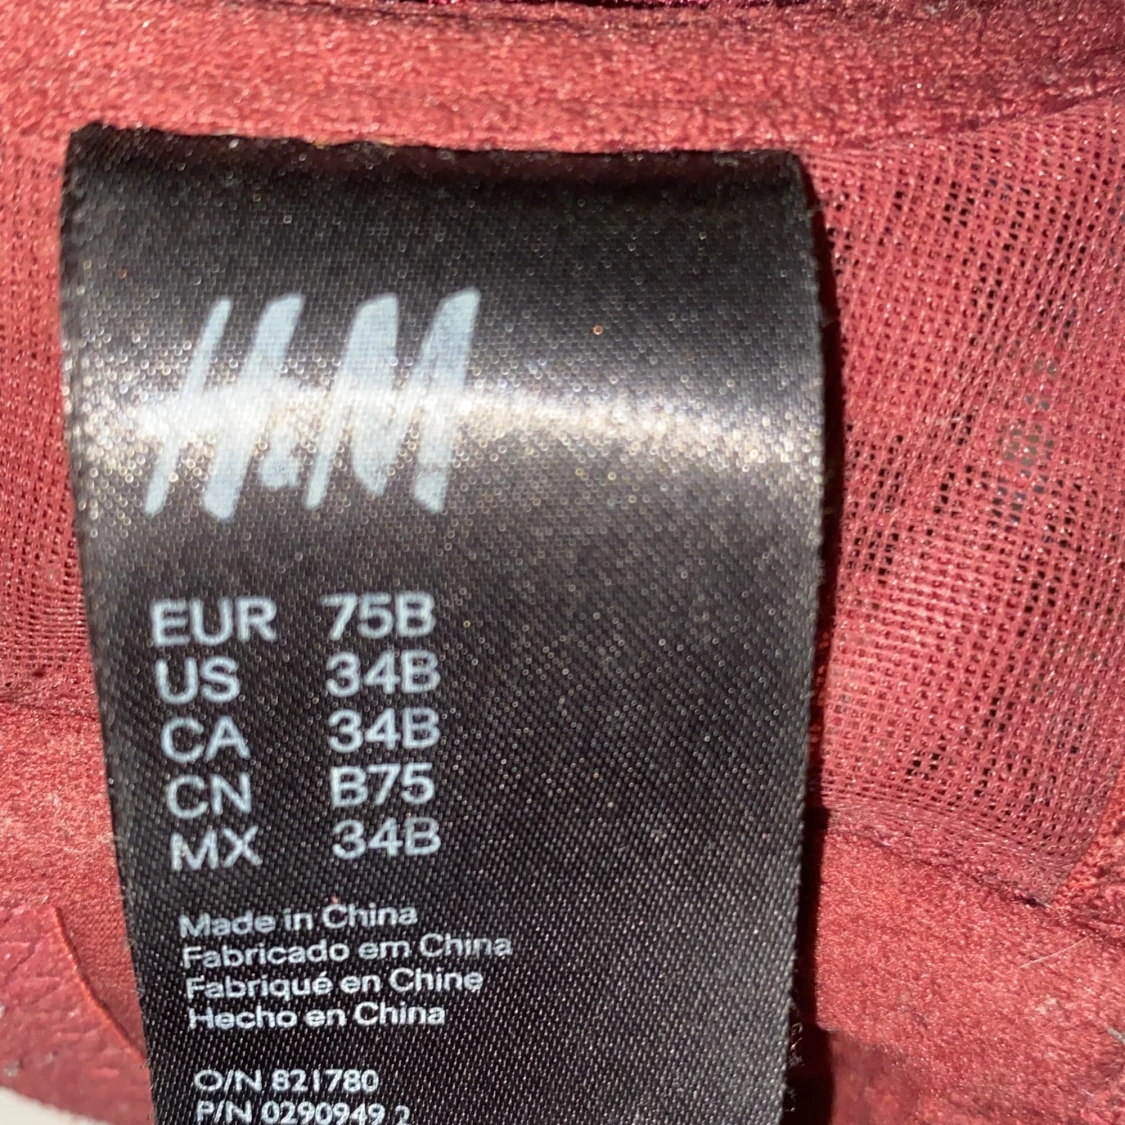 H&M
EUR 75B
US 34B
CA 34B
CN B75
MX 34B
Made in China
Fabricado em China
Fabriqué en Chine
Hecho en China
O/N 821780
P/N 0290949 2